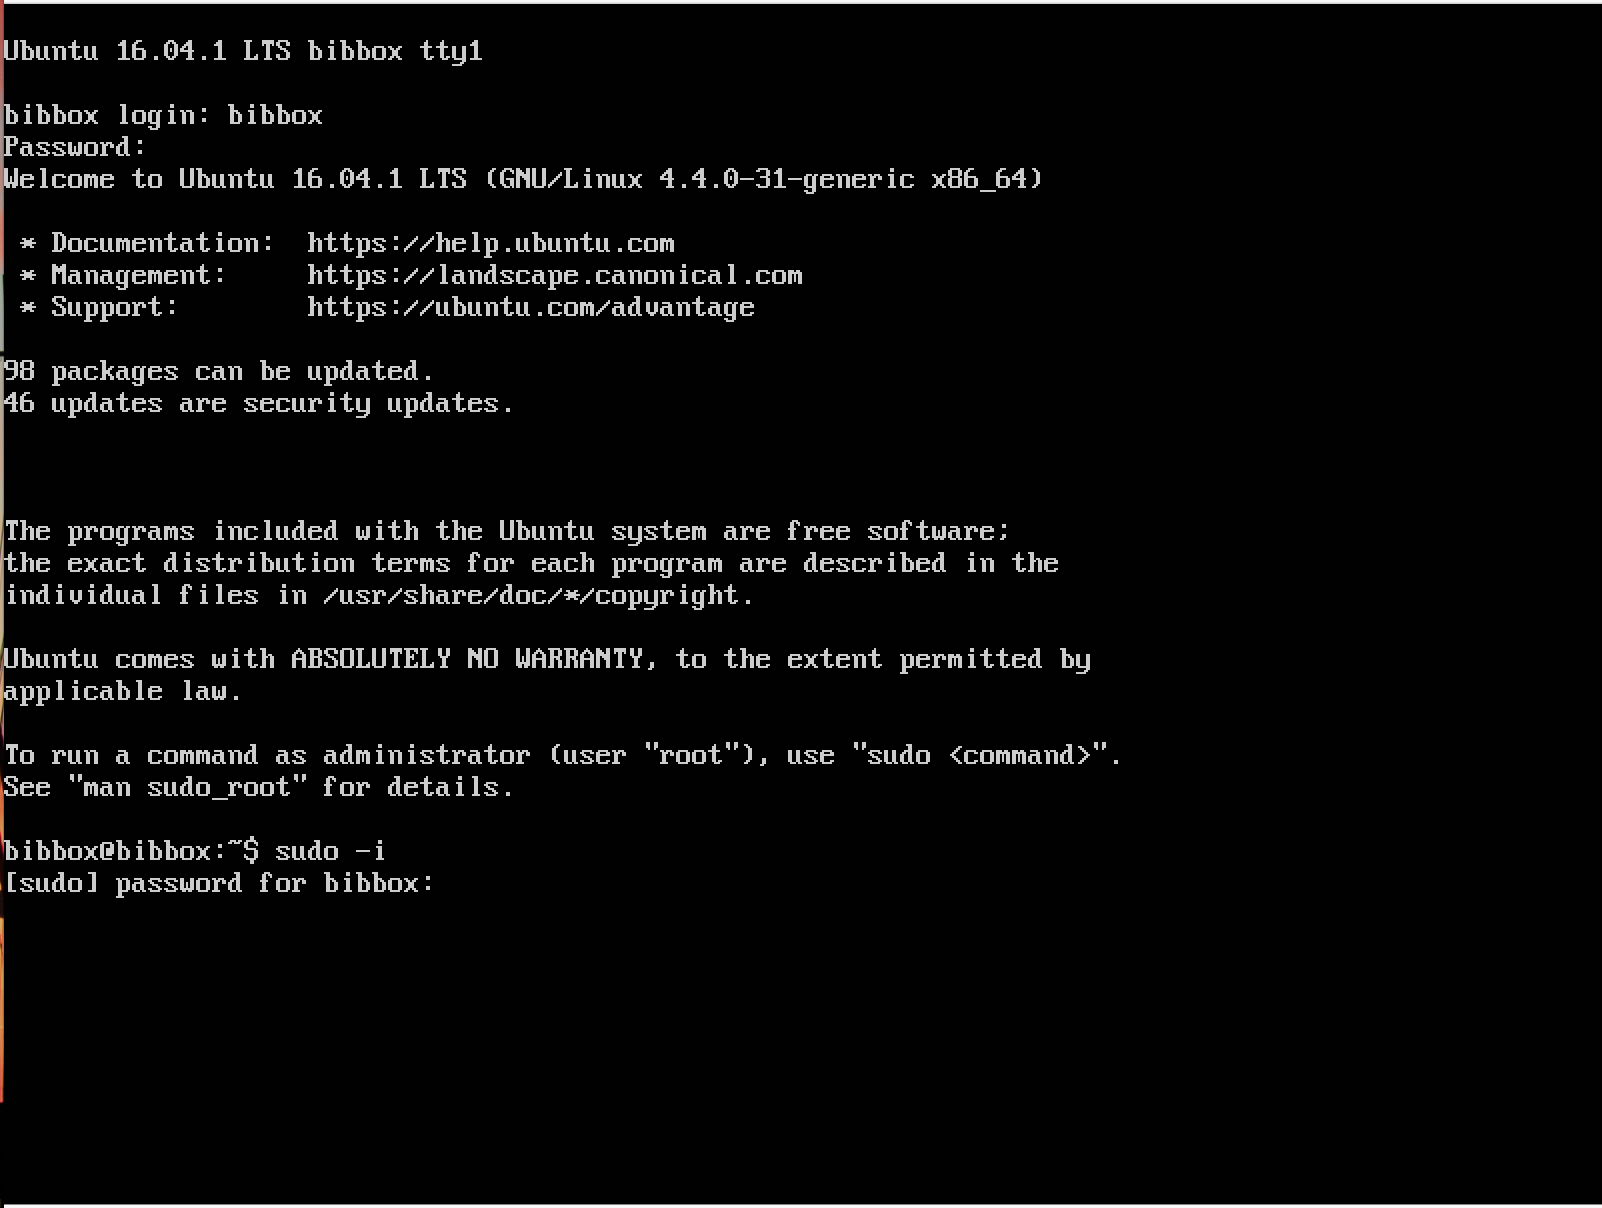 Ubuntu 16.04.1 LTS bibbox tty1
bibbox login: bibbox
Password:
Welcome to Ubuntu 16.04.1 LTS (GNU/Linux 4.4.0-31-generic x86_64)
* Documentation:  https://help.ubuntu.com
* Management:     https://landscape.canonical.com
* Support:        https://ubuntu.com/advantage
98 packages can be updated.
46 updates are security updates.
The programs included with the Ubuntu system are free software;
the exact distribution terms for each program are described in the
individual files in /usr/share/doc/*/copyright.
Ubuntu comes with ABSOLUTELY NO WARRANTY, to the extent permitted by
applicable law.
To run a command as administrator (user "root"), use "sudo <command>".
See "man sudo_root" for details.
bibbox@bibbox:~$ sudo -i
[sudo] password for bibbox: